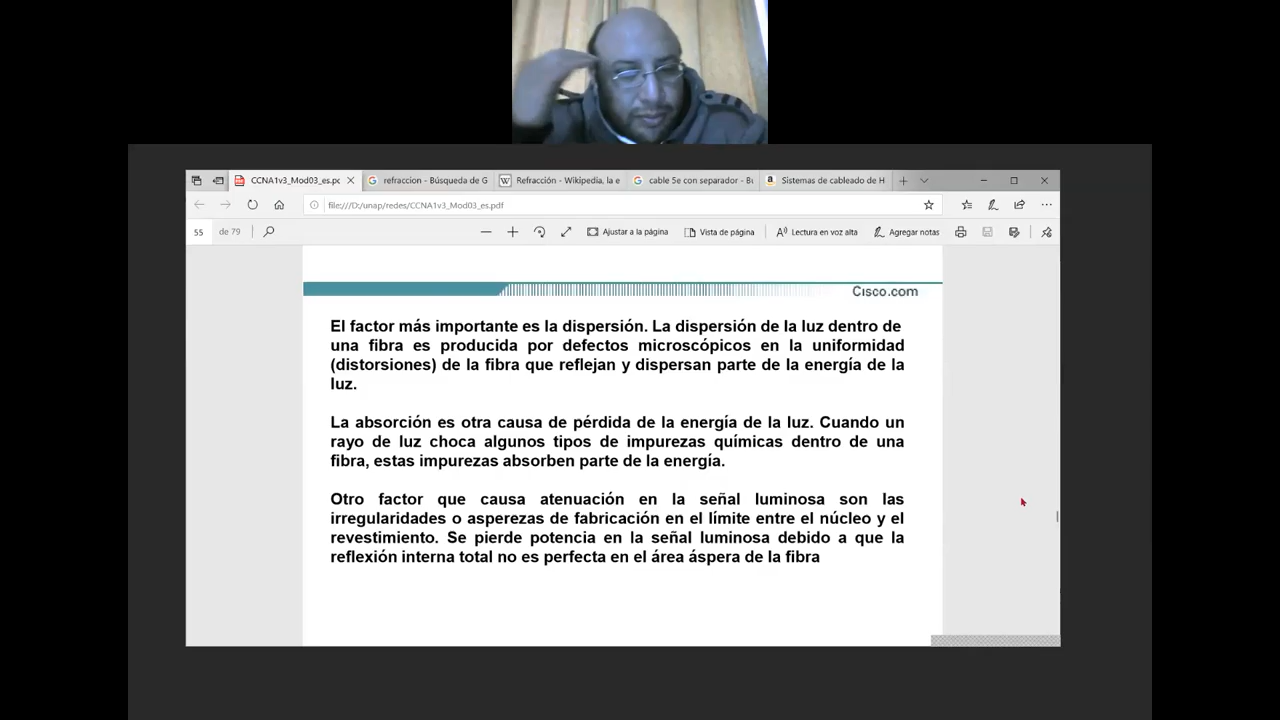 CCNA1v3_Mod03_es.pc
refraccion - Búsqueda de G
Refracción - Wikipedia, la e
cable 5e con separador - Bu
Sistemas de cableado de H
file:///D:/unap/redes/CCNA1v3_Mod03_es.pdf
55 de 79
Ajustar a la página
Vista de página
Lectura en voz alta
Agregar notas
Cisco.com
El factor más importante es la dispersión. La dispersión de la luz dentro de
una fibra es producida por defectos microscópicos en la uniformidad
(distorsiones) de la fibra que reflejan y dispersan parte de la energía de la
luz.
La absorción es otra causa de pérdida de la energía de la luz. Cuando un
rayo de luz choca algunos tipos de impurezas químicas dentro de una
fibra, estas impurezas absorben parte de la energía.
Otro factor que causa atenuación en la señal luminosa son las
irregularidades o asperezas de fabricación en el límite entre el núcleo y el
revestimiento. Se pierde potencia en la señal luminosa debido a que la
reflexión interna total no es perfecta en el área áspera de la fibra